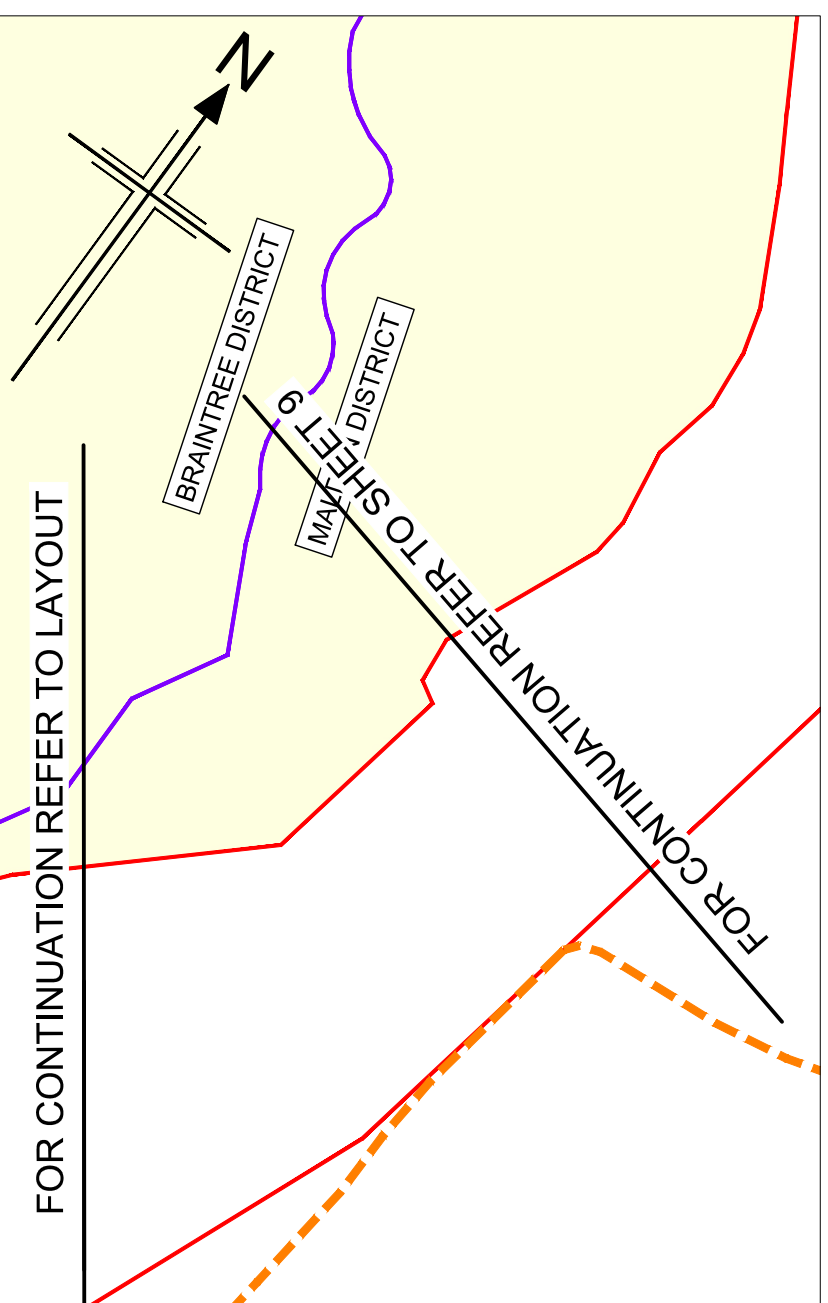 N
BRAINTREE DISTRICT
DISTRICT
FOR CONTINUATION REFER TO SHEET 9
FOR CONTINUATION REFER TO LAYOUT